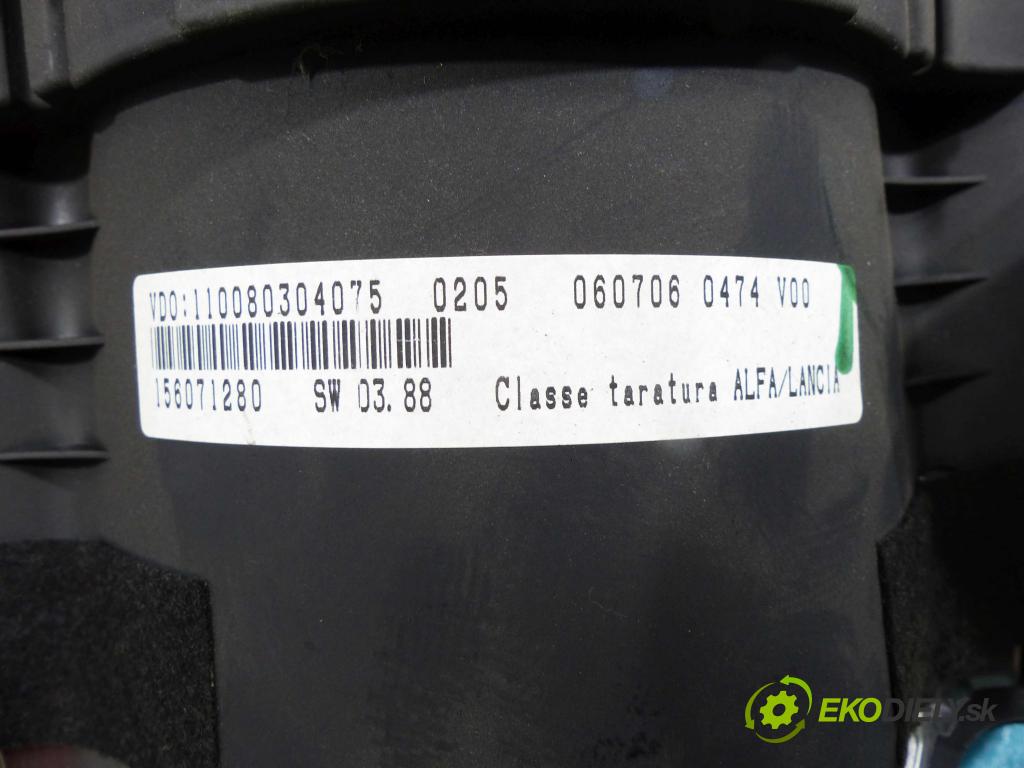 VDO:110080304075 0205 060706 0474 V00
156071280 SW 03.88 Classe taratura ALFA/LANCIA
EKODIELY.sk